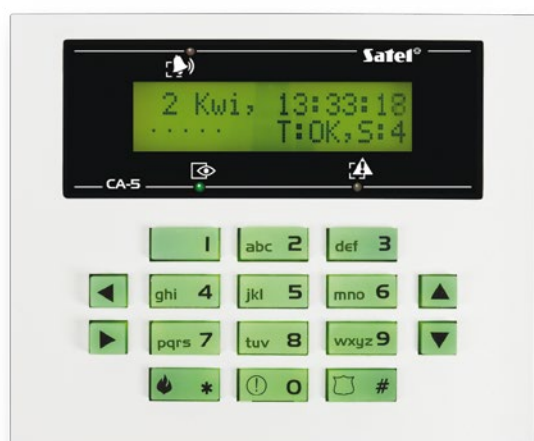 Satel®
2 Kwi, 13:33:18
..... T:OK,S:4
CA-5
1 abc 2 def 3
ghi 4 jkl 5 mno 6
pqrs 7 tuv 8 wxyz 9
* 0 #